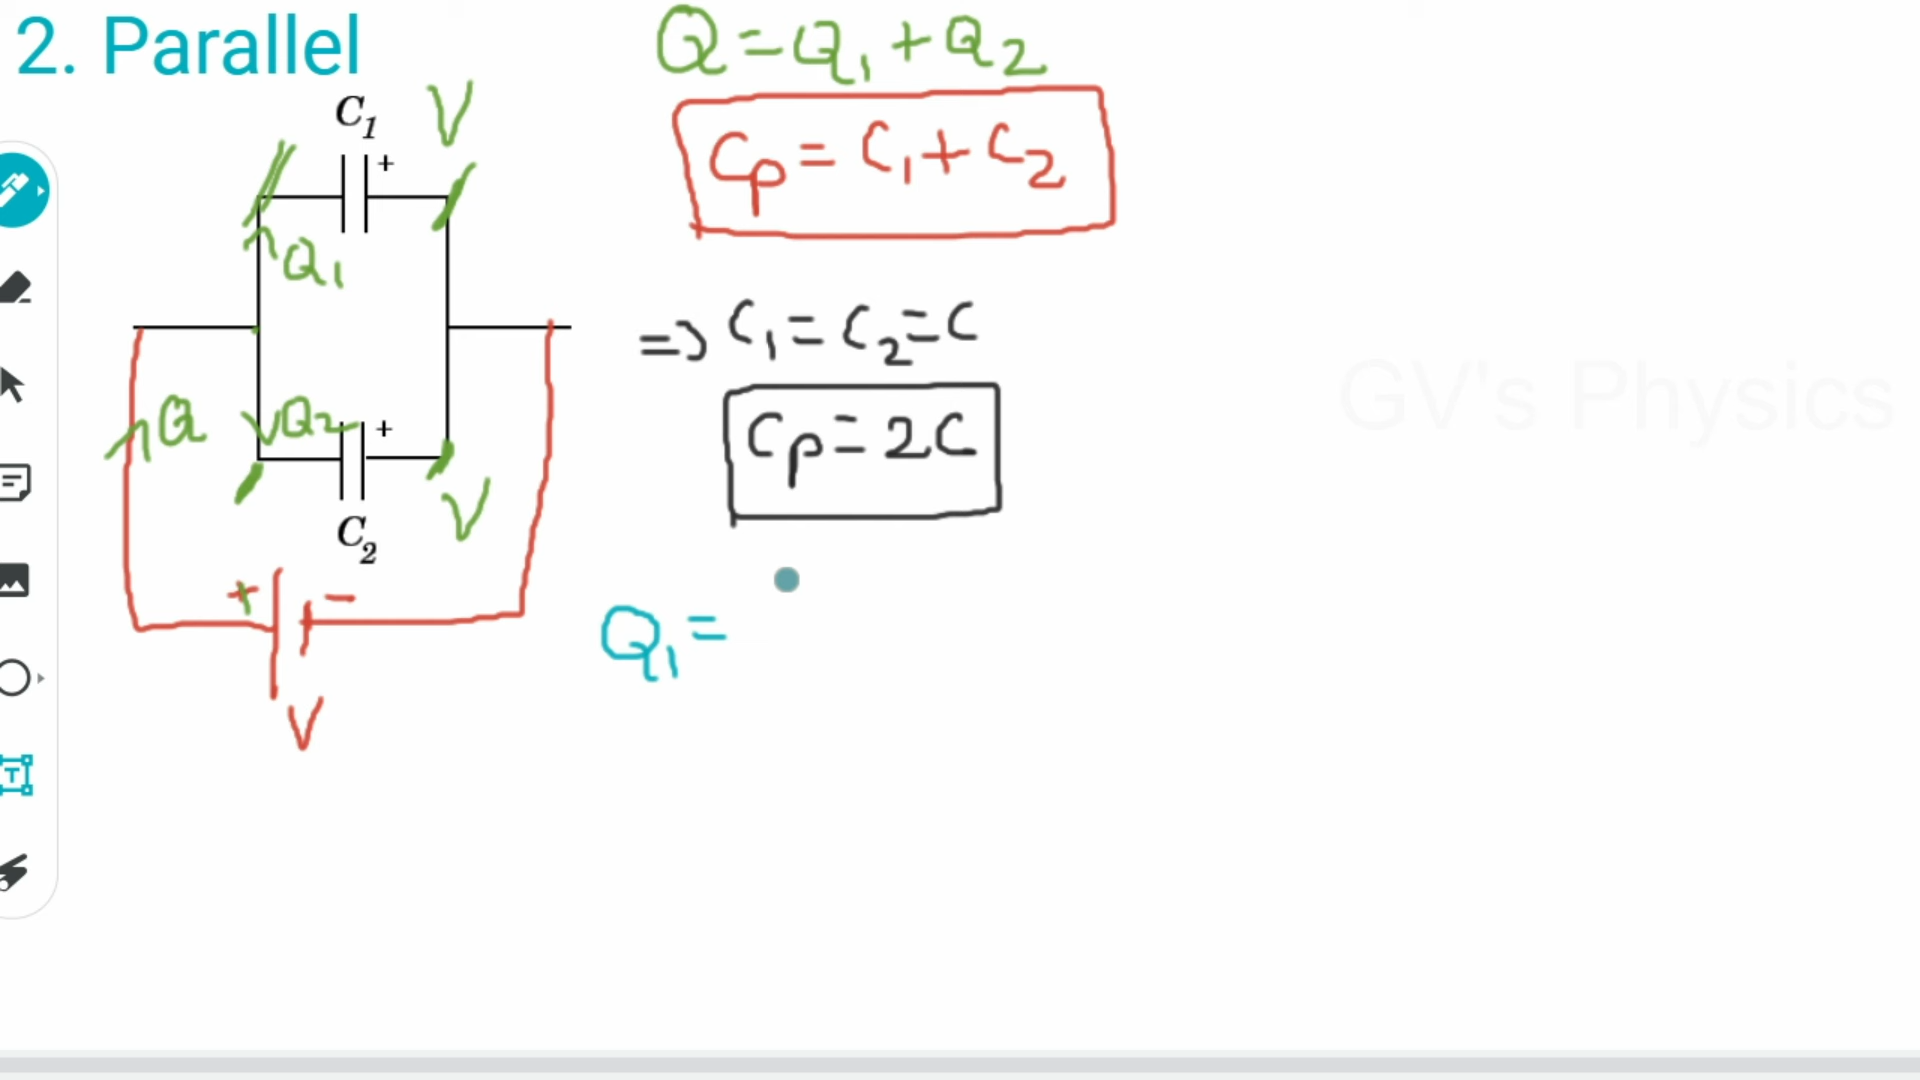 2. Parallel
Q = Q₁ + Q₂
C₁ V
+
Cp = C₁ + C₂
Q₁
⇒ C₁ = C₂ = C
GV's Physics
Q Q₂ +
Cp = 2C
V
C₂
+ −
Q₁ =
V